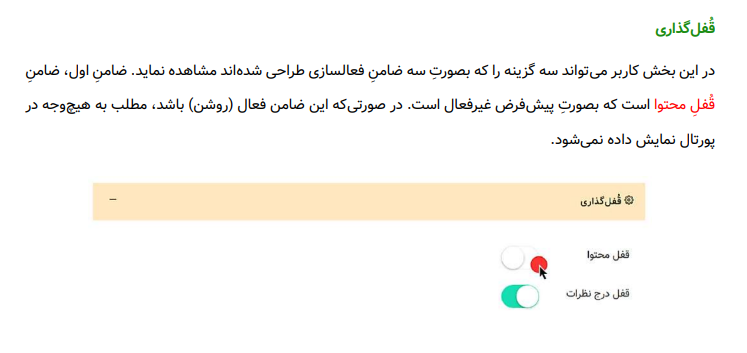 قُفل‌گذاری
در این بخش کاربر می‌تواند سه گزینه را که بصورتِ سه ضامنِ فعالسازی طراحی شده‌اند مشاهده نماید. ضامنِ اول، ضامنِ
قُفلِ محتوا است که بصورتِ پیش‌فرض غیرفعال است. در صورتی‌که این ضامن فعال (روشن) باشد، مطلب به هیچ‌وجه در
پورتال نمایش داده نمی‌شود.
قُفل‌گذاری
قفل محتوا
قفل درج نظرات